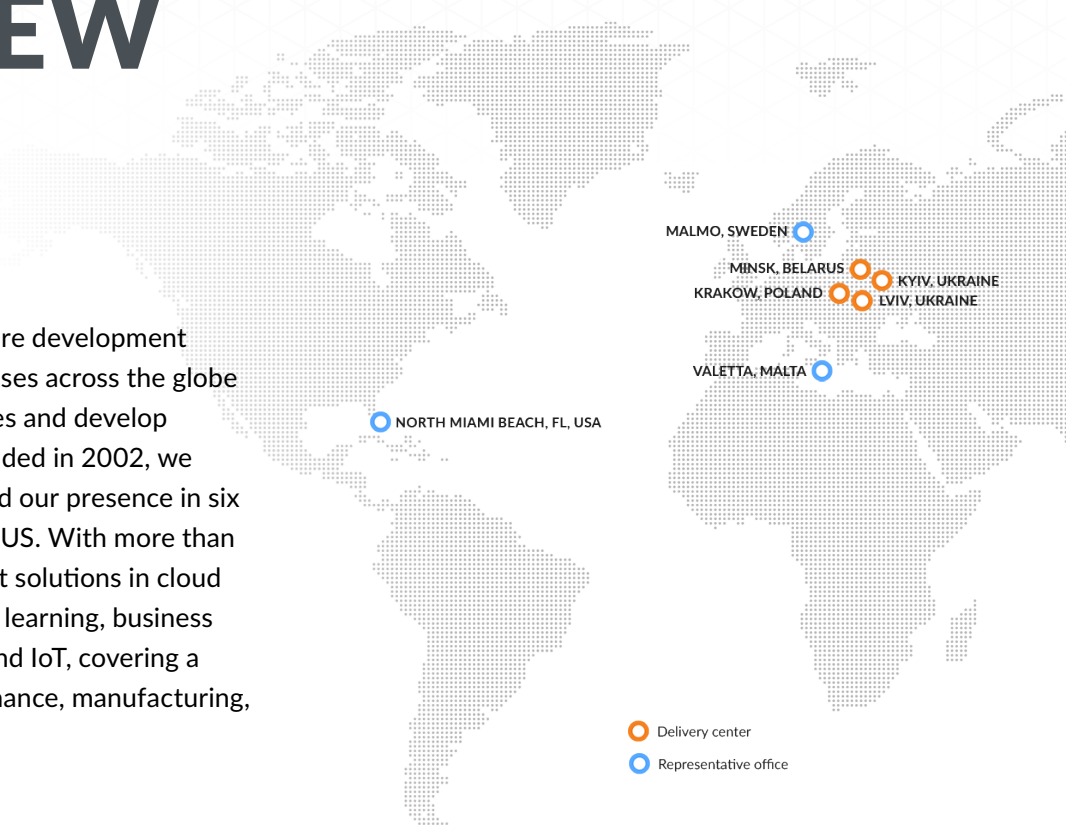 EW
re development
ses across the globe
es and develop
ded in 2002, we
d our presence in six
US. With more than
t solutions in cloud
learning, business
nd IoT, covering a
nance, manufacturing,
MALMO, SWEDEN
MINSK, BELARUS
KYIV, UKRAINE
KRAKOW, POLAND
LVIV, UKRAINE
VALETTA, MALTA
NORTH MIAMI BEACH, FL, USA
Delivery center
Representative office